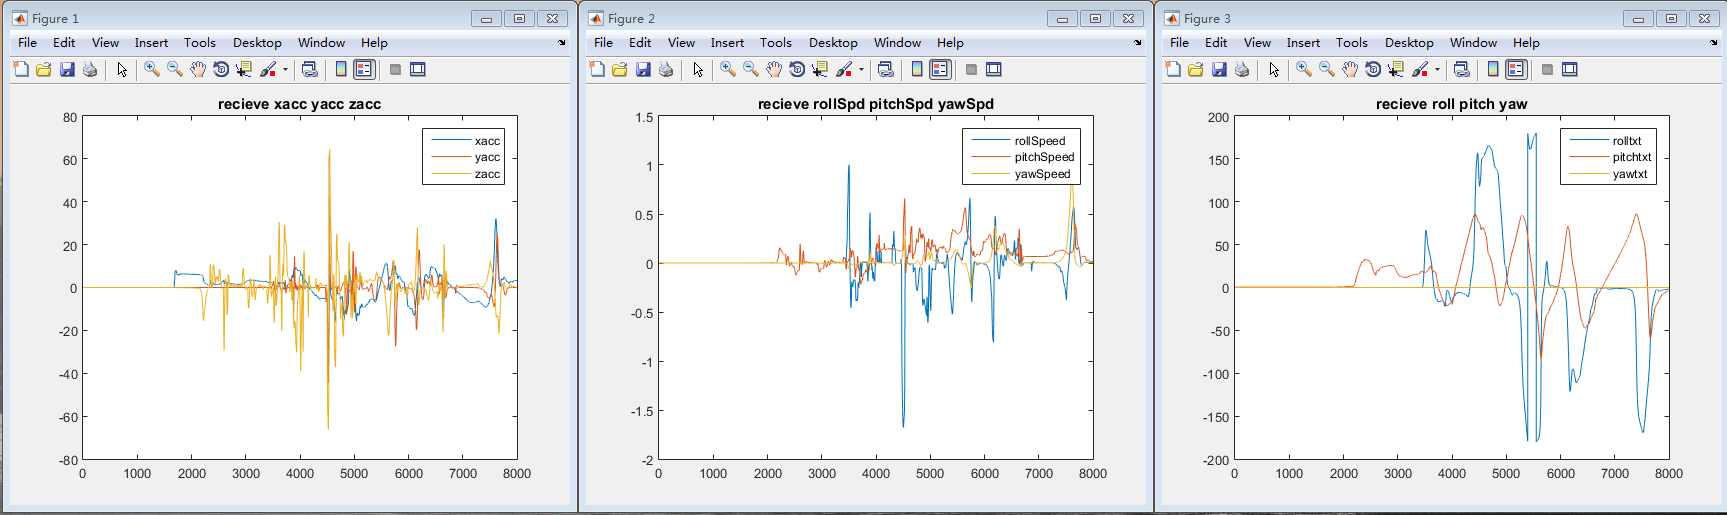 Figure 1
File Edit View Insert Tools Desktop Window Help
recieve xacc yacc zacc
80
60
40
20
0
-20
-40
-60
-80
0 1000 2000 3000 4000 5000 6000 7000 8000
xacc
yacc
zacc
Figure 2
File Edit View Insert Tools Desktop Window Help
recieve rollSpd pitchSpd yawSpd
1.5
1
0.5
0
-0.5
-1
-1.5
-2
0 1000 2000 3000 4000 5000 6000 7000 8000
rollSpeed
pitchSpeed
yawSpeed
Figure 3
File Edit View Insert Tools Desktop Window Help
recieve roll pitch yaw
200
150
100
50
0
-50
-100
-150
-200
0 1000 2000 3000 4000 5000 6000 7000 8000
rolltxt
pitchtxt
yawtxt